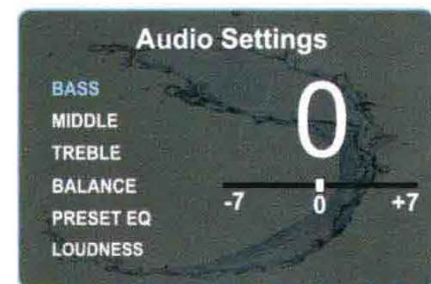 Audio Settings
BASS
MIDDLE
TREBLE
BALANCE
PRESET EQ
LOUDNESS
0
-7 0 +7